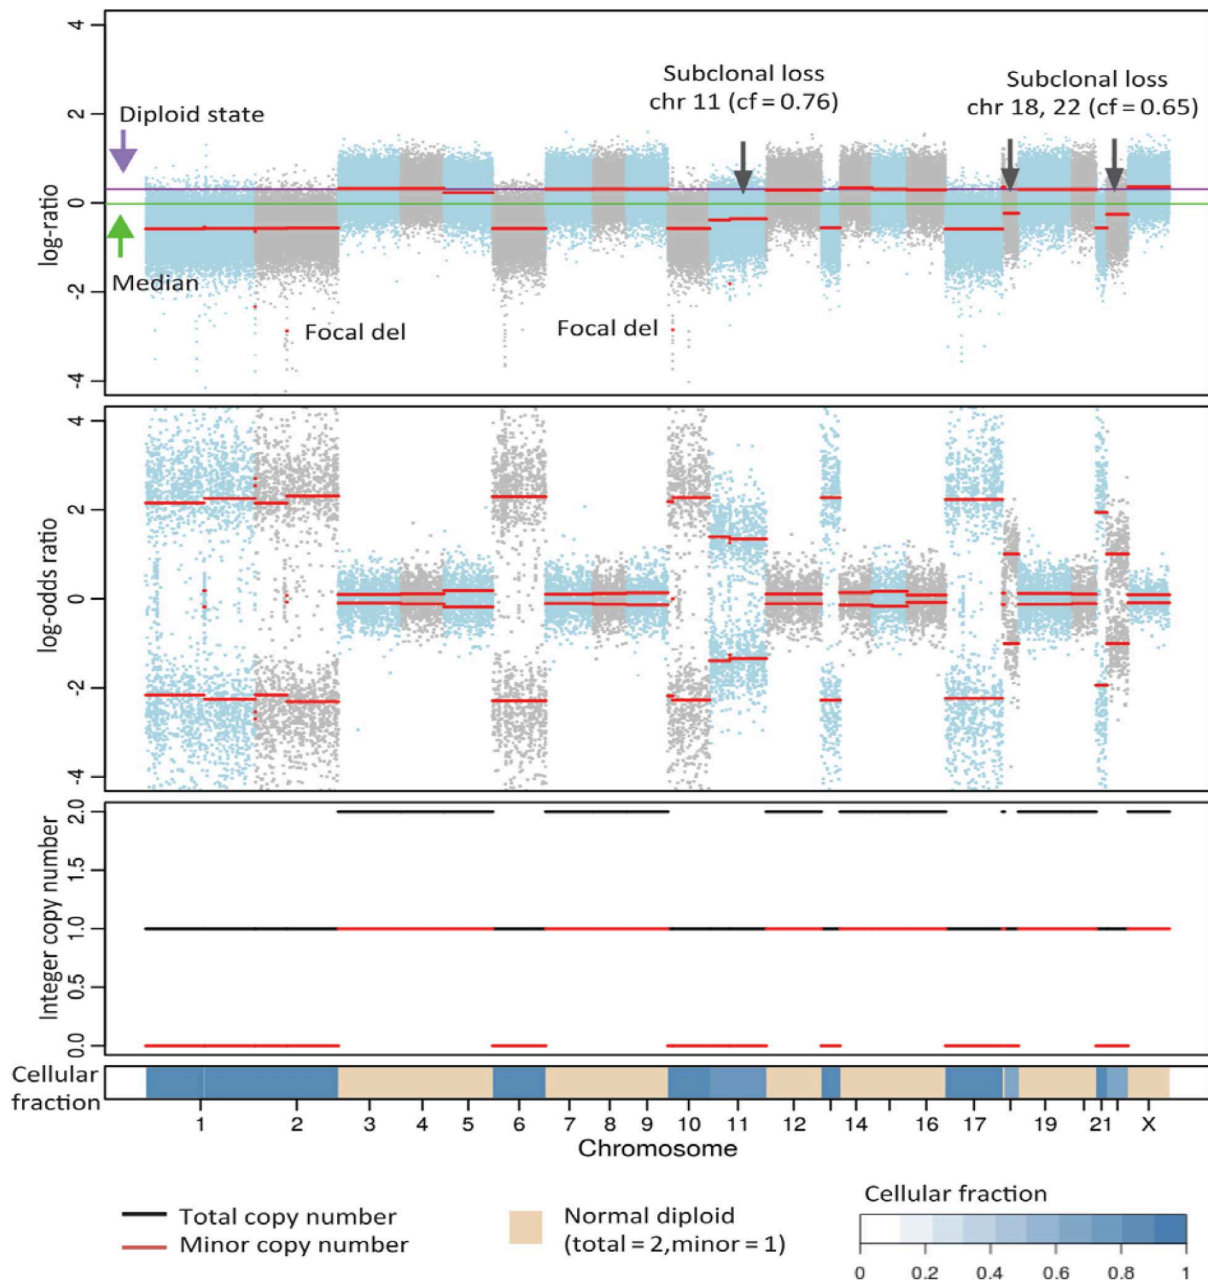 4
2
0
-2
-4
log-ratio
Diploid state
Median
Subclonal loss
chr 11 (cf = 0.76)
Subclonal loss
chr 18, 22 (cf = 0.65)
Focal del
Focal del
4
2
0
-2
-4
log-odds ratio
2.0
1.5
1.0
0.5
0.0
Integer copy number
Cellular
fraction
1 2 3 4 5 6 7 8 9 10 11 12 14 16 17 19 21 X
Chromosome
Total copy number
Minor copy number
Normal diploid
(total = 2,minor = 1)
Cellular fraction
0 0.2 0.4 0.6 0.8 1